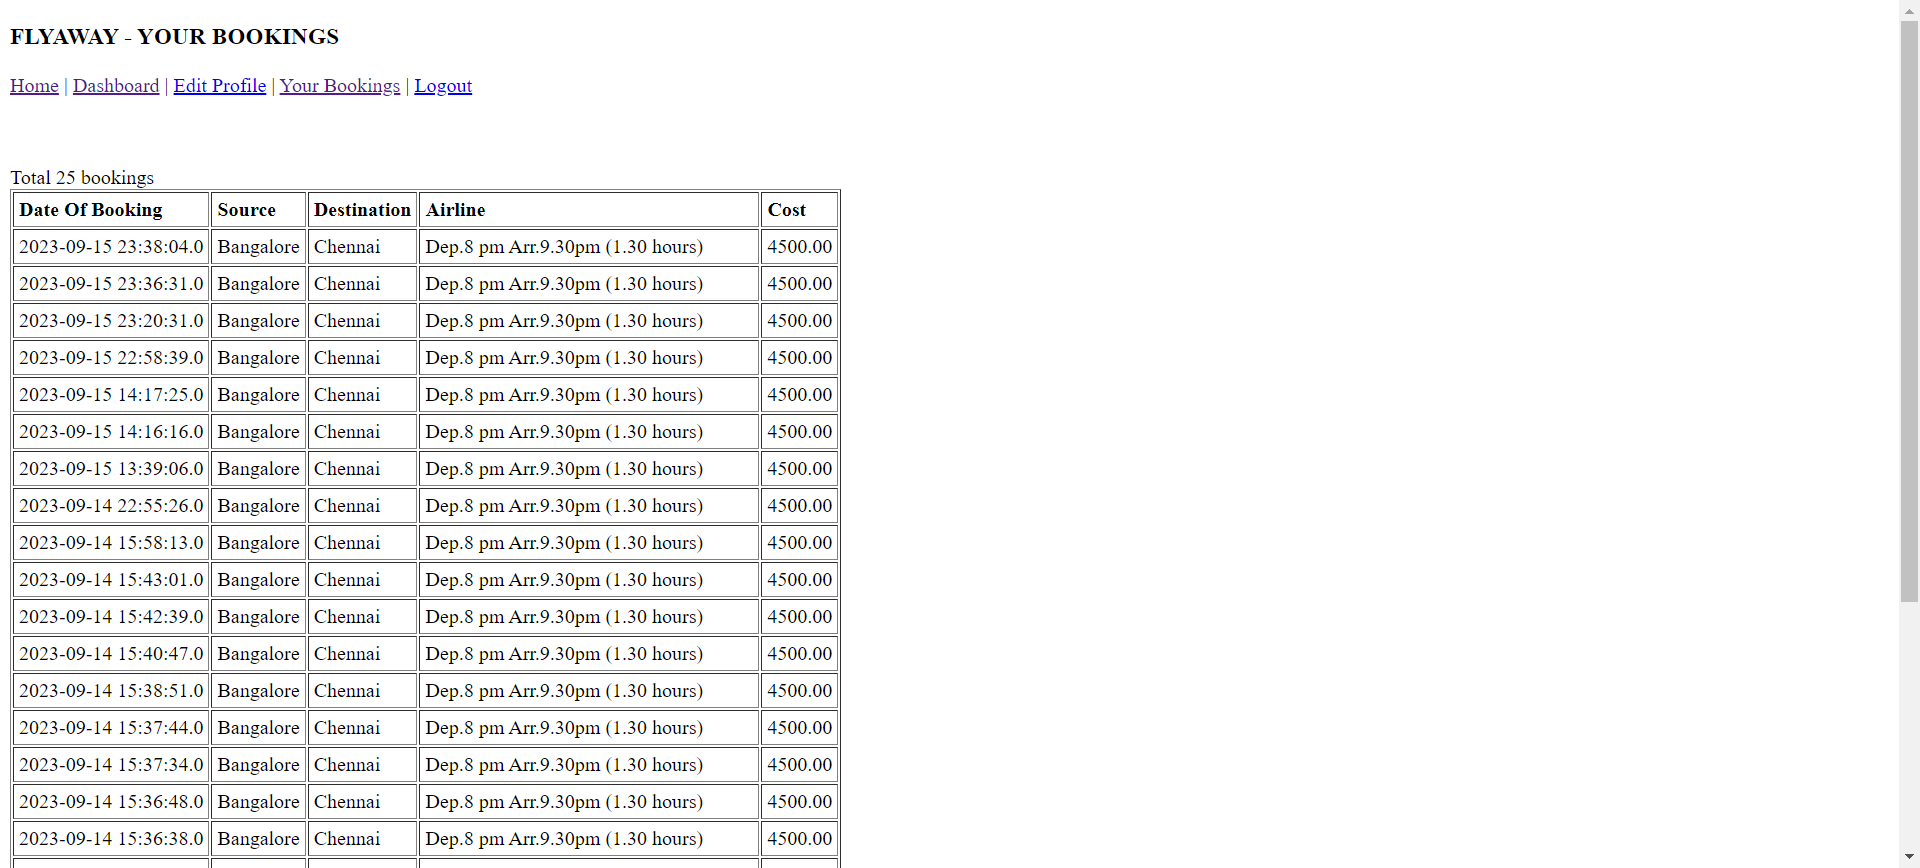 FLYAWAY - YOUR BOOKINGS
Home | Dashboard | Edit Profile | Your Bookings | Logout
Total 25 bookings
Date Of Booking Source Destination Airline Cost
2023-09-15 23:38:04.0 Bangalore Chennai Dep.8 pm Arr.9.30pm (1.30 hours) 4500.00
2023-09-15 23:36:31.0 Bangalore Chennai Dep.8 pm Arr.9.30pm (1.30 hours) 4500.00
2023-09-15 23:20:31.0 Bangalore Chennai Dep.8 pm Arr.9.30pm (1.30 hours) 4500.00
2023-09-15 22:58:39.0 Bangalore Chennai Dep.8 pm Arr.9.30pm (1.30 hours) 4500.00
2023-09-15 14:17:25.0 Bangalore Chennai Dep.8 pm Arr.9.30pm (1.30 hours) 4500.00
2023-09-15 14:16:16.0 Bangalore Chennai Dep.8 pm Arr.9.30pm (1.30 hours) 4500.00
2023-09-15 13:39:06.0 Bangalore Chennai Dep.8 pm Arr.9.30pm (1.30 hours) 4500.00
2023-09-14 22:55:26.0 Bangalore Chennai Dep.8 pm Arr.9.30pm (1.30 hours) 4500.00
2023-09-14 15:58:13.0 Bangalore Chennai Dep.8 pm Arr.9.30pm (1.30 hours) 4500.00
2023-09-14 15:43:01.0 Bangalore Chennai Dep.8 pm Arr.9.30pm (1.30 hours) 4500.00
2023-09-14 15:42:39.0 Bangalore Chennai Dep.8 pm Arr.9.30pm (1.30 hours) 4500.00
2023-09-14 15:40:47.0 Bangalore Chennai Dep.8 pm Arr.9.30pm (1.30 hours) 4500.00
2023-09-14 15:38:51.0 Bangalore Chennai Dep.8 pm Arr.9.30pm (1.30 hours) 4500.00
2023-09-14 15:37:44.0 Bangalore Chennai Dep.8 pm Arr.9.30pm (1.30 hours) 4500.00
2023-09-14 15:37:34.0 Bangalore Chennai Dep.8 pm Arr.9.30pm (1.30 hours) 4500.00
2023-09-14 15:36:48.0 Bangalore Chennai Dep.8 pm Arr.9.30pm (1.30 hours) 4500.00
2023-09-14 15:36:38.0 Bangalore Chennai Dep.8 pm Arr.9.30pm (1.30 hours) 4500.00